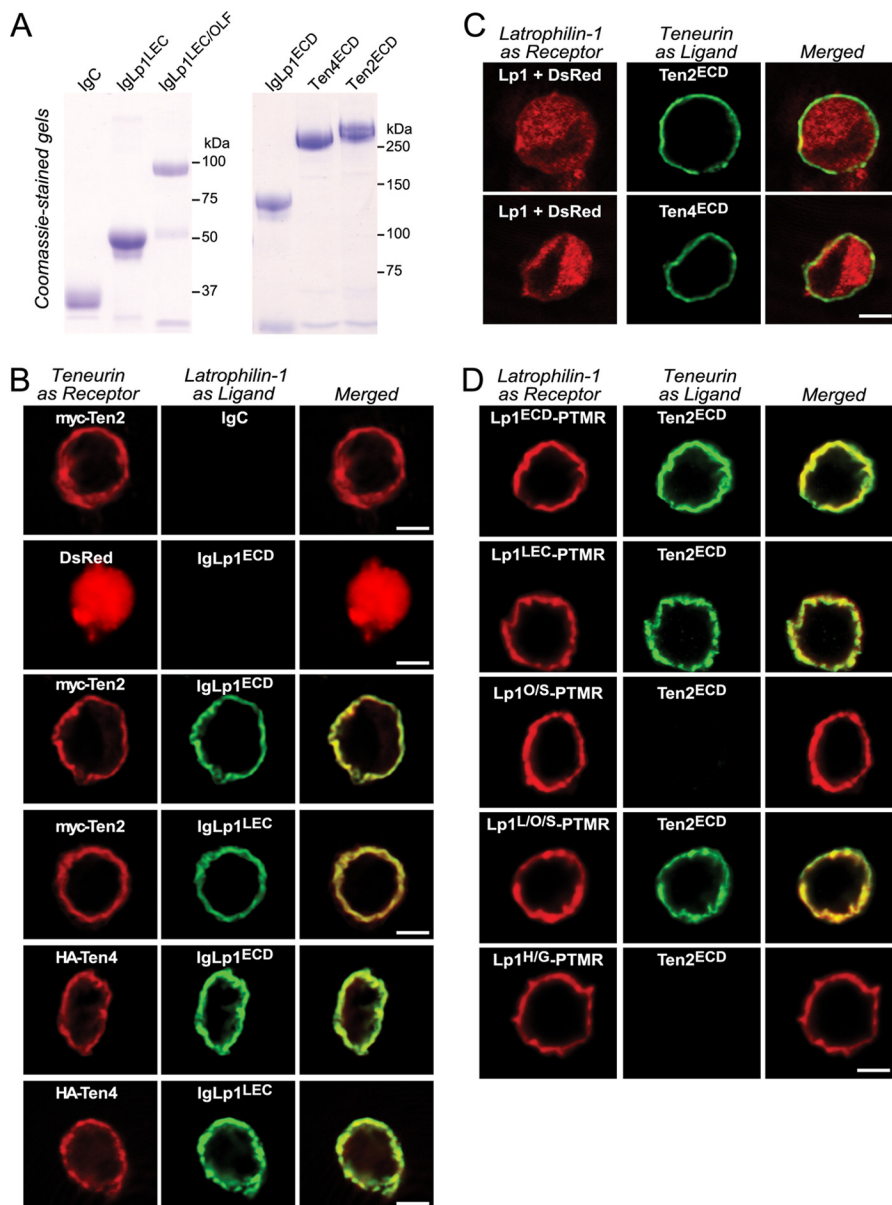 A
IgC
IgLp1LEC
IgLp1LEC/OLF
IgLp1ECD
Ten4ECD
Ten2ECD
Coomassie-stained gels
kDa
100
75
50
37
kDa
250
150
100
75
B
Teneurin as Receptor
Latrophilin-1 as Ligand
Merged
myc-Ten2
IgC
DsRed
IgLp1ECD
myc-Ten2
IgLp1ECD
myc-Ten2
IgLp1LEC
HA-Ten4
IgLp1ECD
HA-Ten4
IgLp1LEC
C
Latrophilin-1 as Receptor
Teneurin as Ligand
Merged
Lp1 + DsRed
Ten2ECD
Lp1 + DsRed
Ten4ECD
D
Latrophilin-1 as Receptor
Teneurin as Ligand
Merged
Lp1ECD-PTMR
Ten2ECD
Lp1LEC-PTMR
Ten2ECD
Lp1O/S-PTMR
Ten2ECD
Lp1L/O/S-PTMR
Ten2ECD
Lp1H/G-PTMR
Ten2ECD